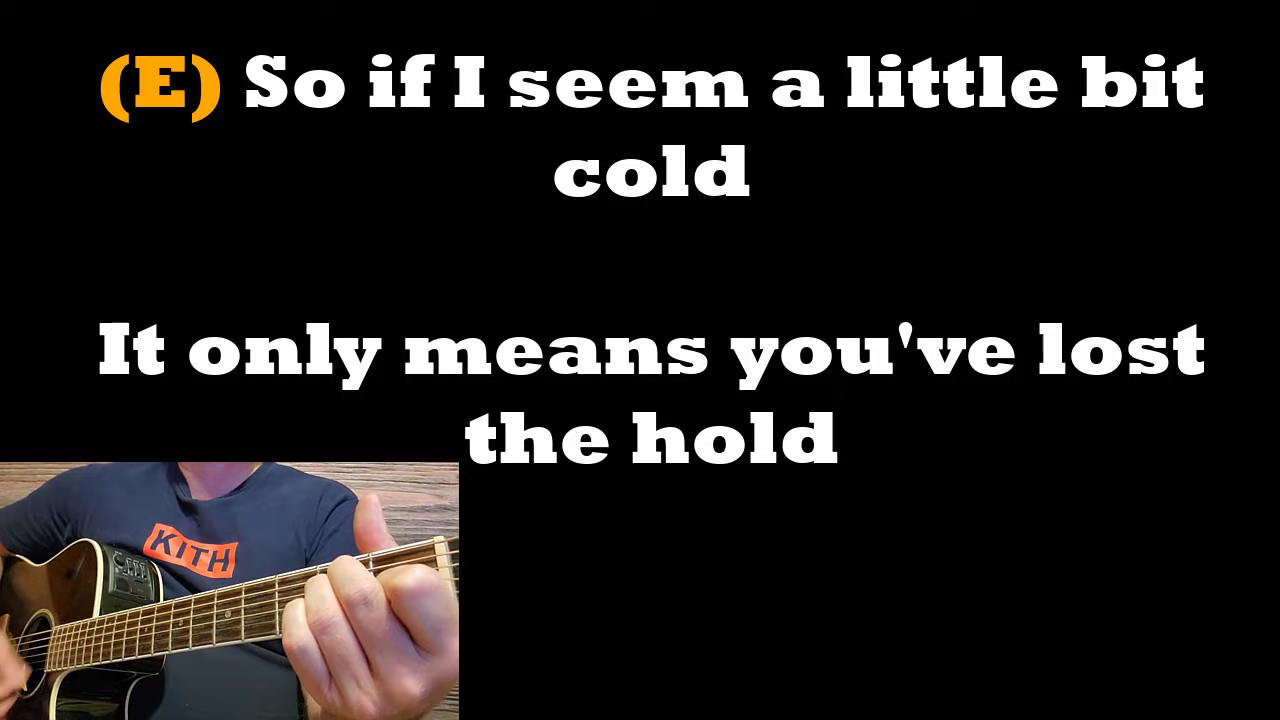 (E) So if I seem a little bit
cold
It only means you've lost
the hold
KITH